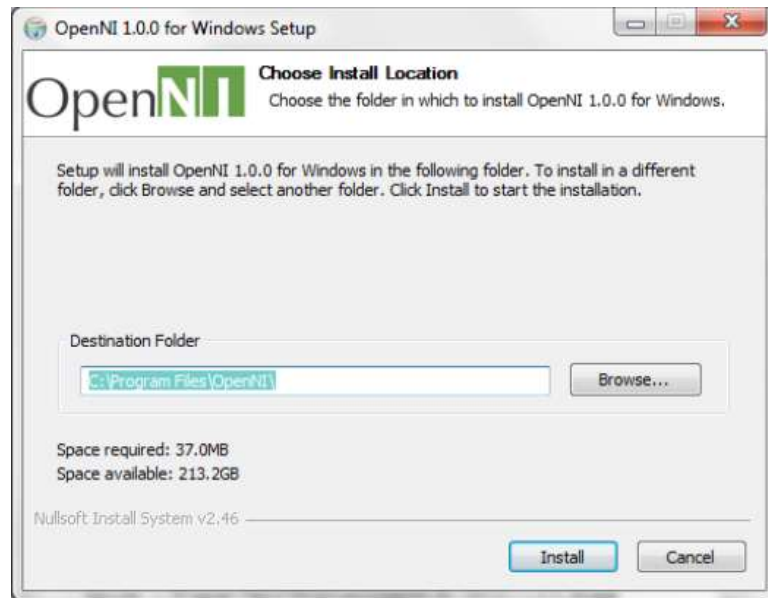 OpenNI 1.0.0 for Windows Setup
OpenNI
Choose Install Location
Choose the folder in which to install OpenNI 1.0.0 for Windows.
Setup will install OpenNI 1.0.0 for Windows in the following folder. To install in a different
folder, click Browse and select another folder. Click Install to start the installation.
Destination Folder
C:\Program Files\OpenNI\
Browse...
Space required: 37.0MB
Space available: 213.2GB
Nullsoft Install System v2.46
Install
Cancel